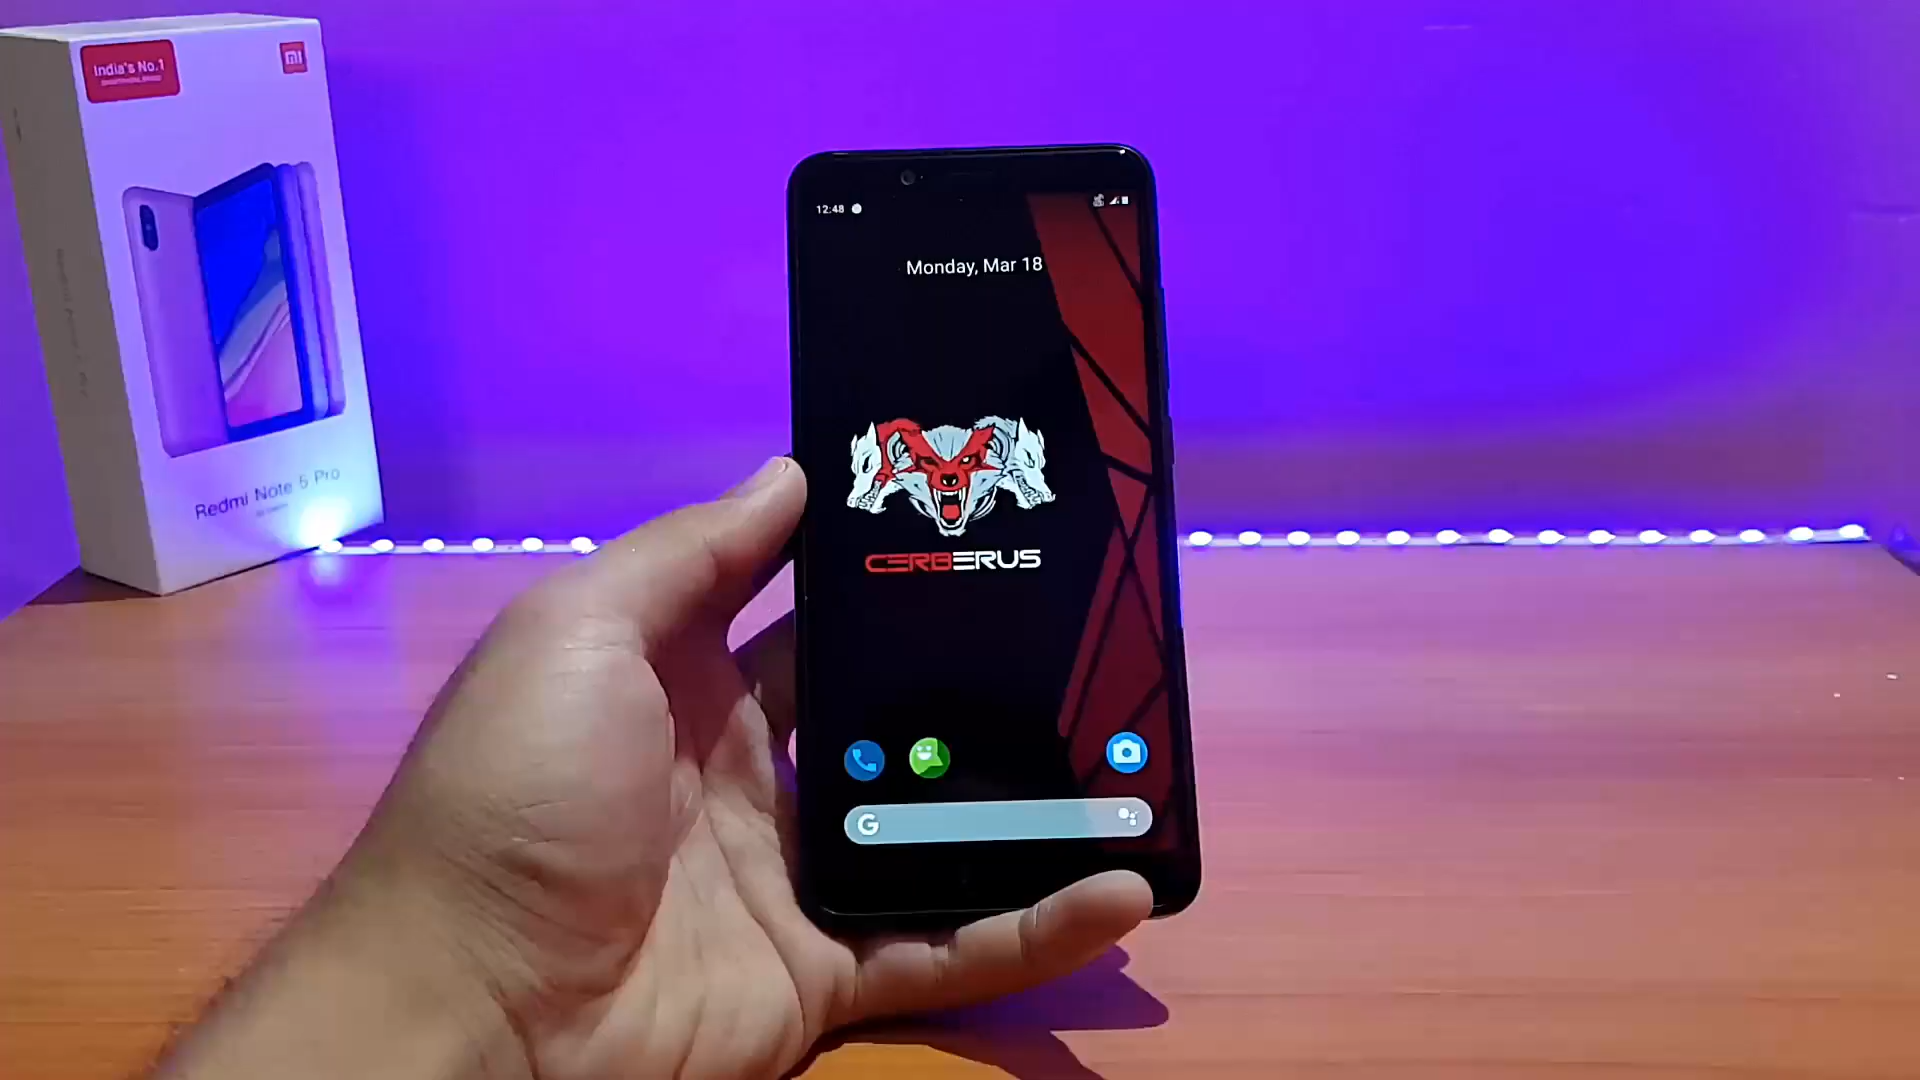 India's No.1
mi
Redmi Note 5 Pro
12:48
Monday, Mar 18
CERBERUS
G